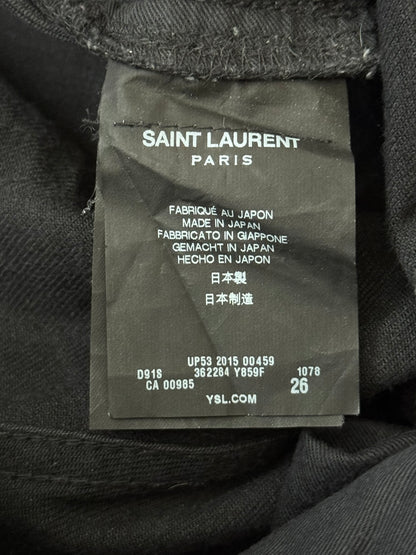 SAINT LAURENT
PARIS
FABRIQUÉ AU JAPON
MADE IN JAPAN
FABBRICATO IN GIAPPONE
GEMACHT IN JAPAN
HECHO EN JAPON
日本製
日本制造
UP53 2015 00459
D918 362284 Y859F 1078
CA 00985 26
YSL.COM